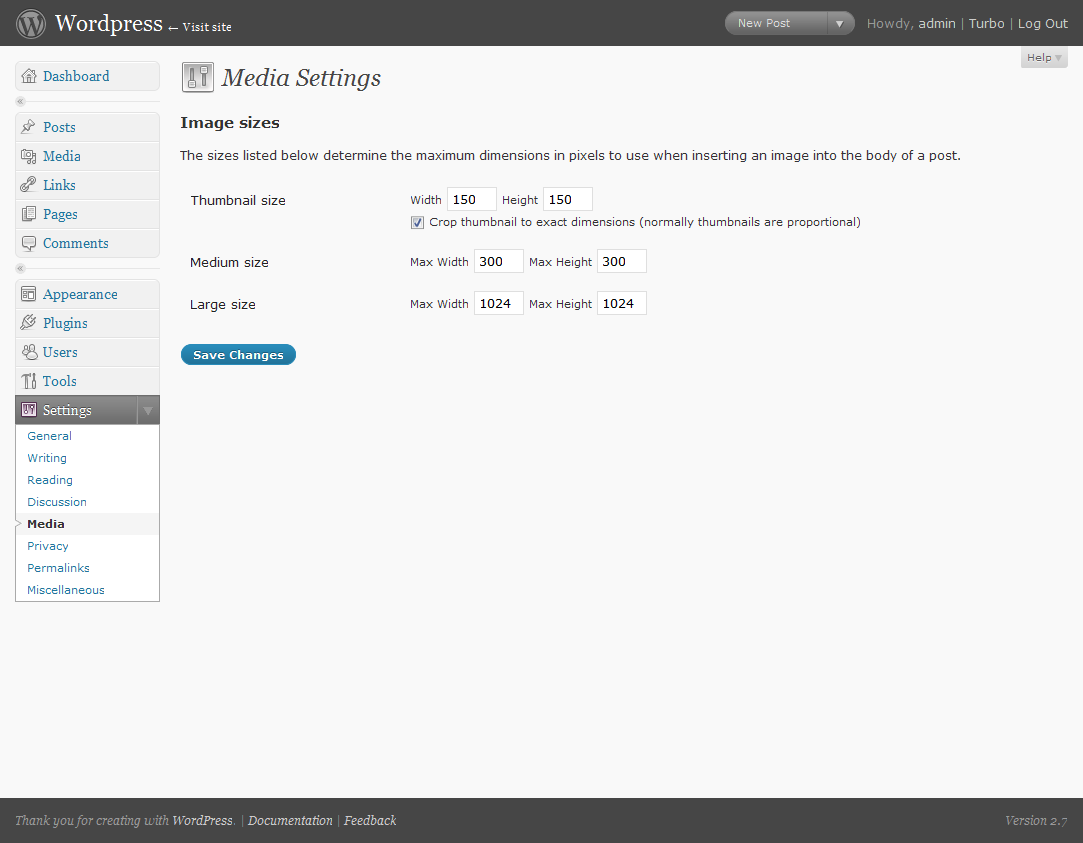 Wordpress ← Visit site
New Post
Howdy, admin | Turbo | Log Out
Help
Dashboard
Posts
Media
Links
Pages
Comments
Appearance
Plugins
Users
Tools
Settings
General
Writing
Reading
Discussion
Media
Privacy
Permalinks
Miscellaneous
Media Settings
Image sizes
The sizes listed below determine the maximum dimensions in pixels to use when inserting an image into the body of a post.
Thumbnail size Width 150 Height 150
Crop thumbnail to exact dimensions (normally thumbnails are proportional)
Medium size Max Width 300 Max Height 300
Large size Max Width 1024 Max Height 1024
Save Changes
Thank you for creating with WordPress. | Documentation | Feedback
Version 2.7